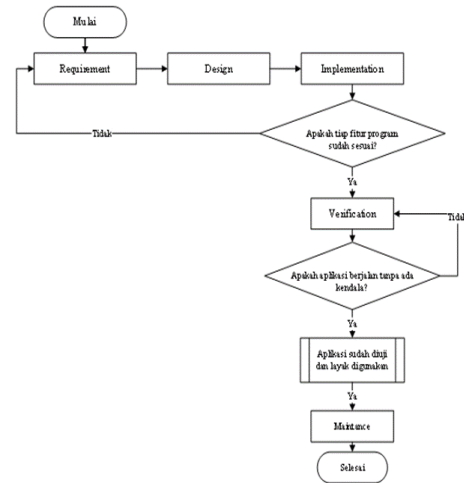 Mulai
Requirement
Design
Implementation
Tidak
Apakah tiap fitur program
sudah sesuai?
Ya
Verification
Tidak
Apakah aplikasi berjalan tanpa ada
kendala?
Ya
Aplikasi sudah diuji
dan layak digunakan
Ya
Maintance
Selesai